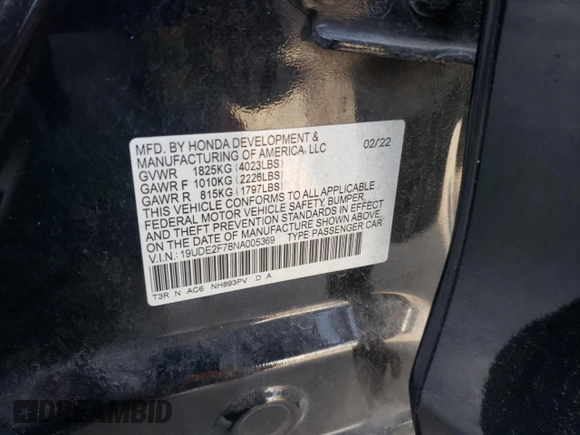 MFD. BY HONDA DEVELOPMENT & 02/'22
MANUFACTURING OF AMERICA, LLC
GVWR 1825KG (4023LBS)
GAWR F 1010KG (2226LBS)
GAWR R 815KG (1797LBS)
THIS VEHICLE CONFORMS TO ALL APPLICABLE
FEDERAL MOTOR VEHICLE SAFETY, BUMPER,
AND THEFT PREVENTION STANDARDS IN EFFECT
ON THE DATE OF MANUFACTURE SHOWN ABOVE.
V.I.N.: 19UDE2F78NA005369 TYPE PASSENGER CAR
T3R N AC6 NH893PV D A
DREAMBID